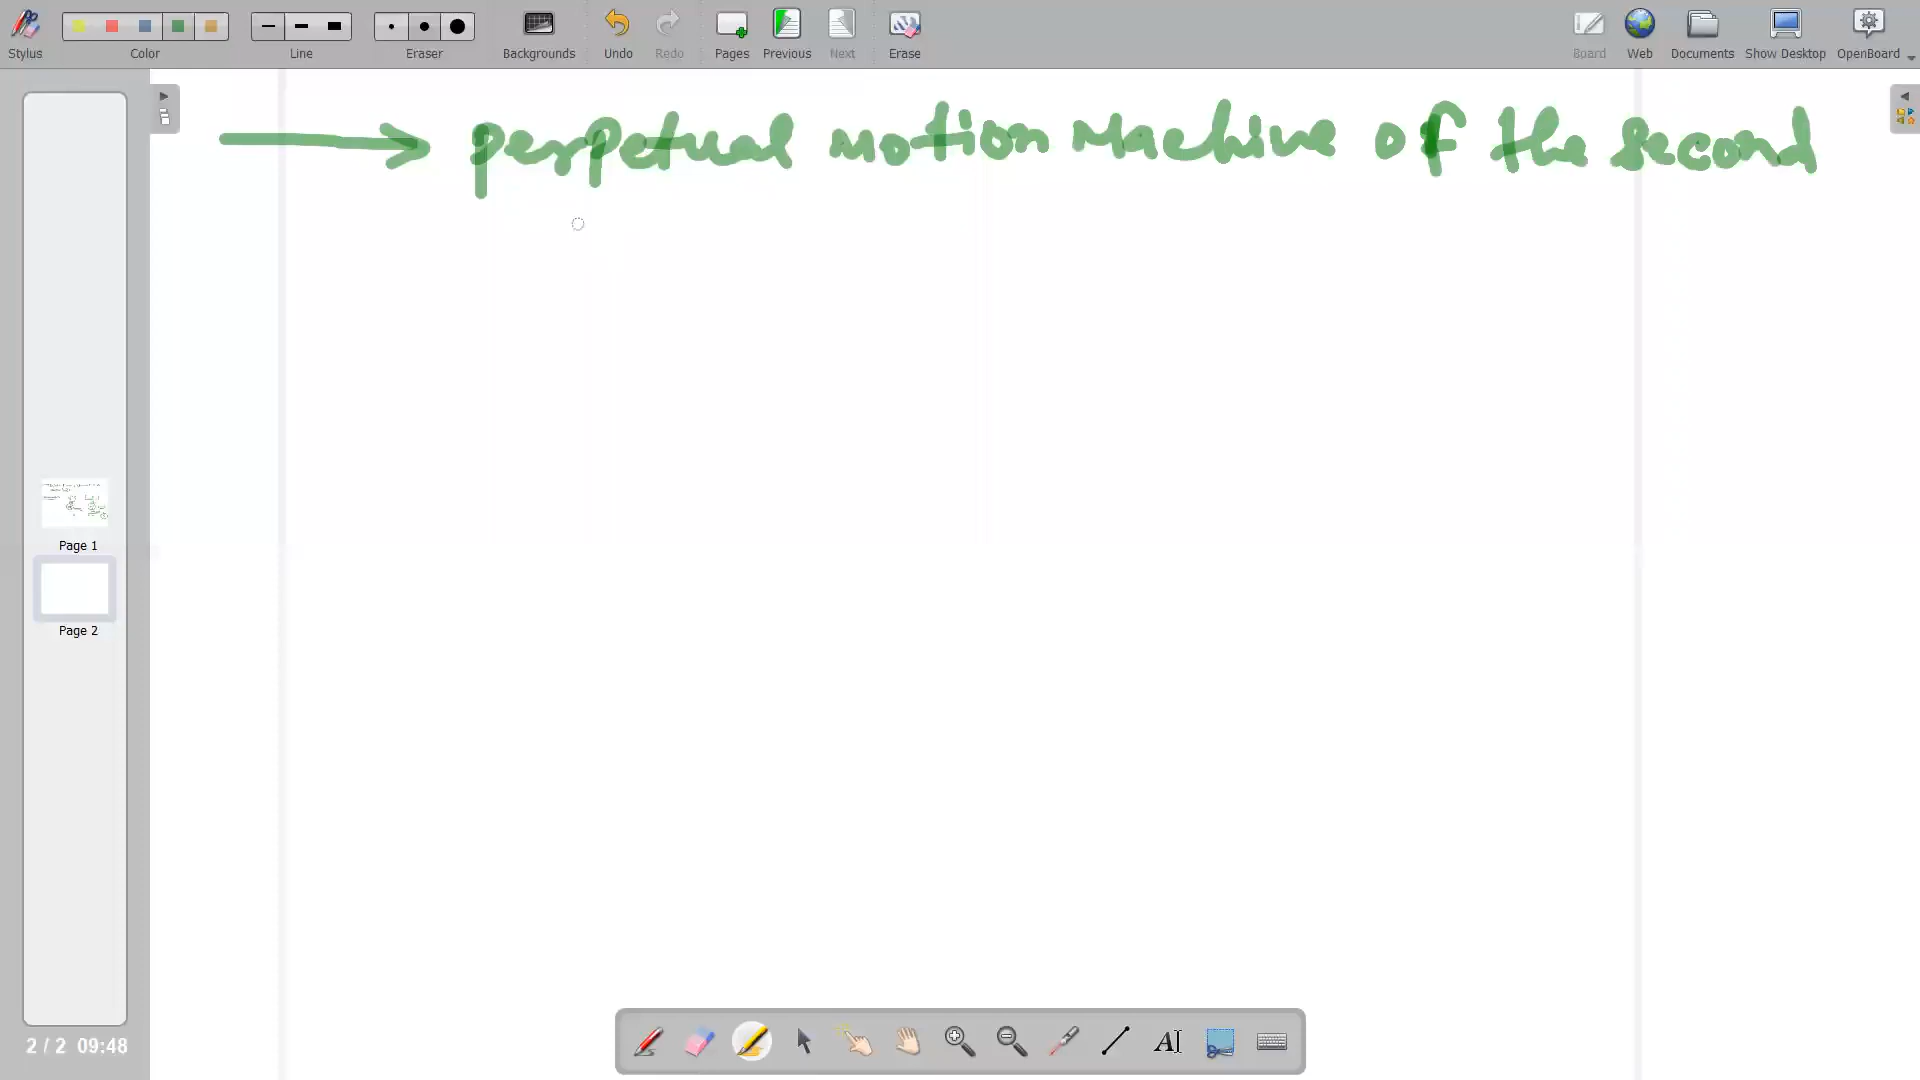 Stylus Color Line Eraser Backgrounds Undo Redo Pages Previous Next Erase Board Web Documents Show Desktop OpenBoard
perpetual motion Machine of the second
Page 1
Page 2
2 / 2 09:48